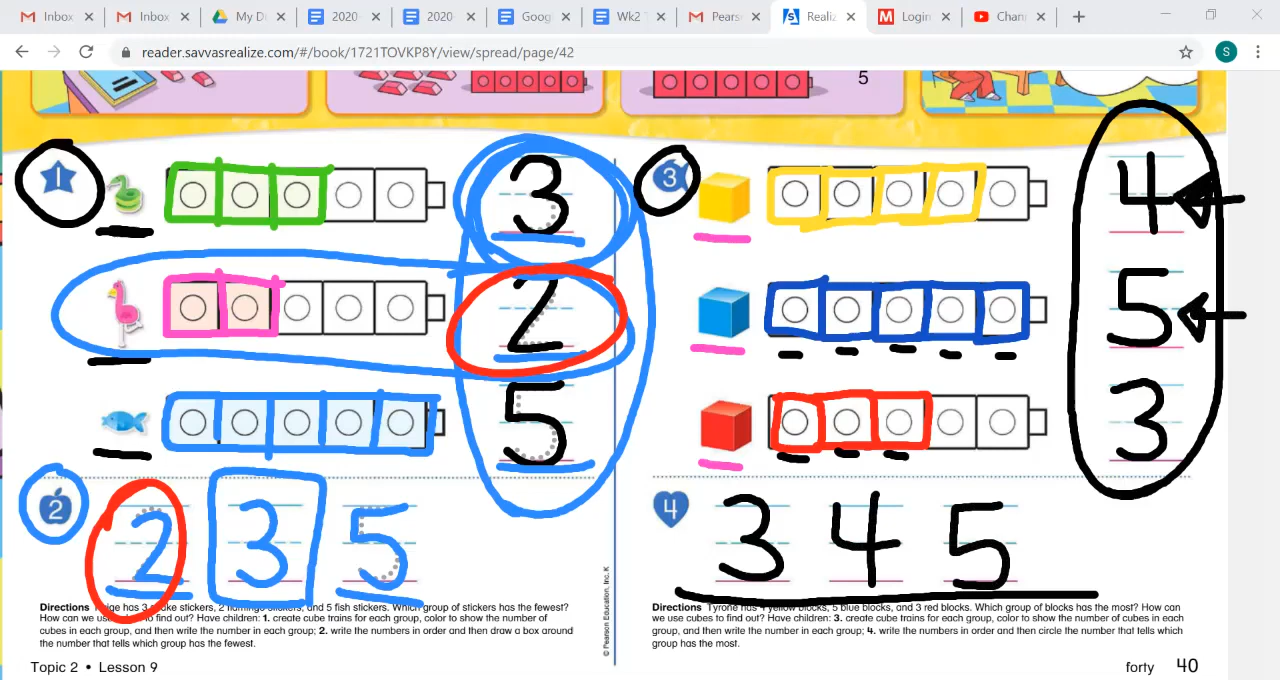 Inbox
Inbox
My Di
2020-
2020-
Goog
Wk2 T
Pears
Realiz
Login
Chan
reader.savvasrealize.com/#/book/1721TOVKP8Y/view/spread/page/42
S
5
1
3
2
5
3
4
5
3
2
2 3 5
4
3 4 5
Directions has 3 stickers, 2 stickers, and 5 fish stickers. Which group of stickers has the fewest?
How can we use to find out? Have children: 1. create cube trains for each group, color to show the number of
cubes in each group, and then write the number in each group; 2. write the numbers in order and then draw a box around
the number that tells which group has the fewest.
Directions Tyrone has 4 yellow blocks, 5 blue blocks, and 3 red blocks. Which group of blocks has the most? How can
we use cubes to find out? Have children: 3. create cube trains for each group, color to show the number of cubes in each
group, and then write the number in each group; 4. write the numbers in order and then circle the number that tells which
group has the most.
© Pearson Education, Inc. K
Topic 2 • Lesson 9
forty 40